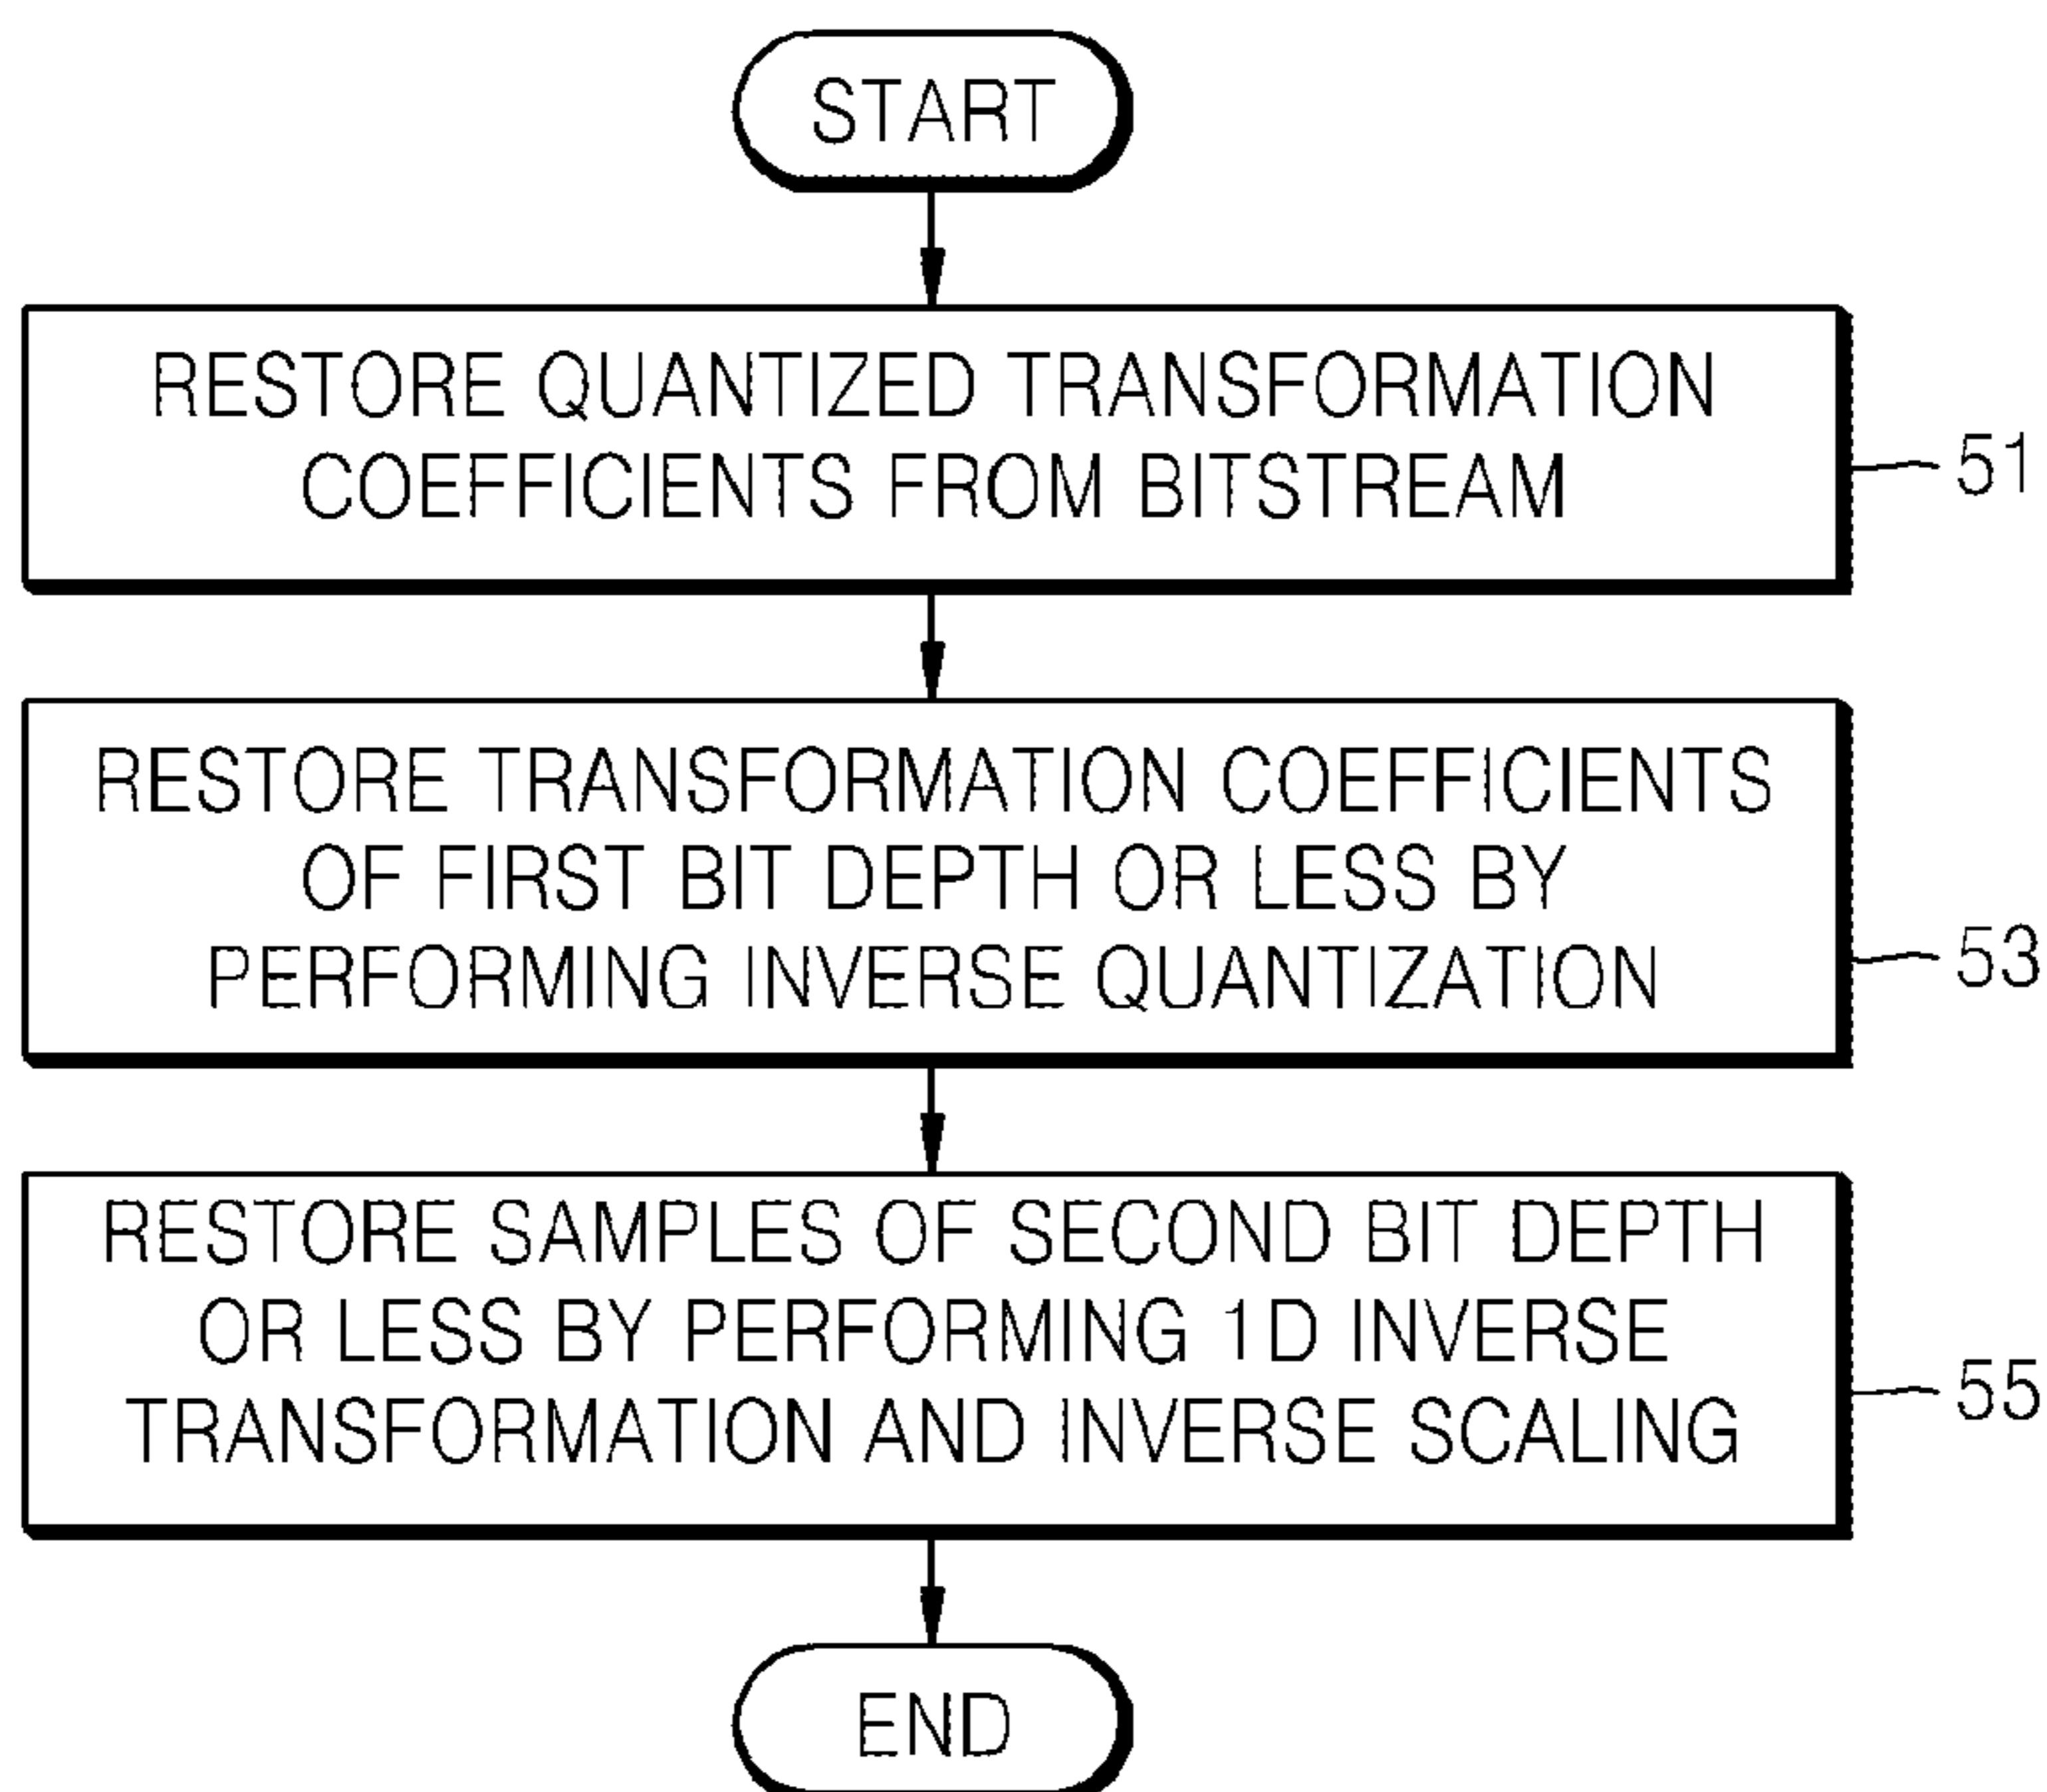 START
RESTORE QUANTIZED TRANSFORMATION
COEFFICIENTS FROM BITSTREAM
51
RESTORE TRANSFORMATION COEFFICIENTS
OF FIRST BIT DEPTH OR LESS BY
PERFORMING INVERSE QUANTIZATION
53
RESTORE SAMPLES OF SECOND BIT DEPTH
OR LESS BY PERFORMING 1D INVERSE
TRANSFORMATION AND INVERSE SCALING
55
END